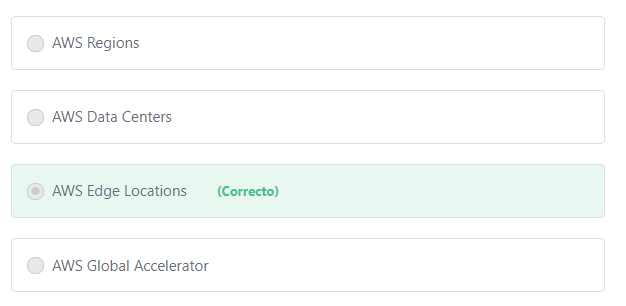 AWS Regions
AWS Data Centers
AWS Edge Locations (Correcto)
AWS Global Accelerator